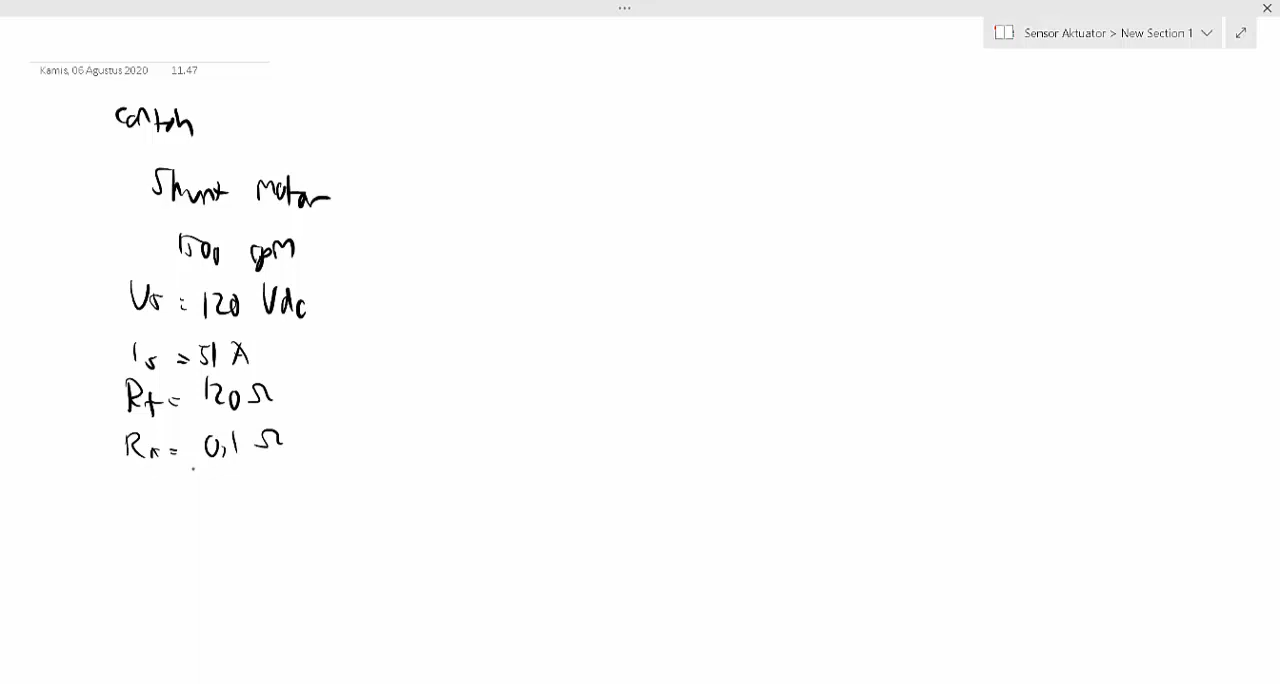 Sensor Aktuator > New Section 1
Kamis, 06 Agustus 2020 11.47
Contoh
Shunt motor
1500 rpm
Vs = 120 Vdc
Is = 51 A
Rf = 120 Ω
Ra = 0,1 Ω